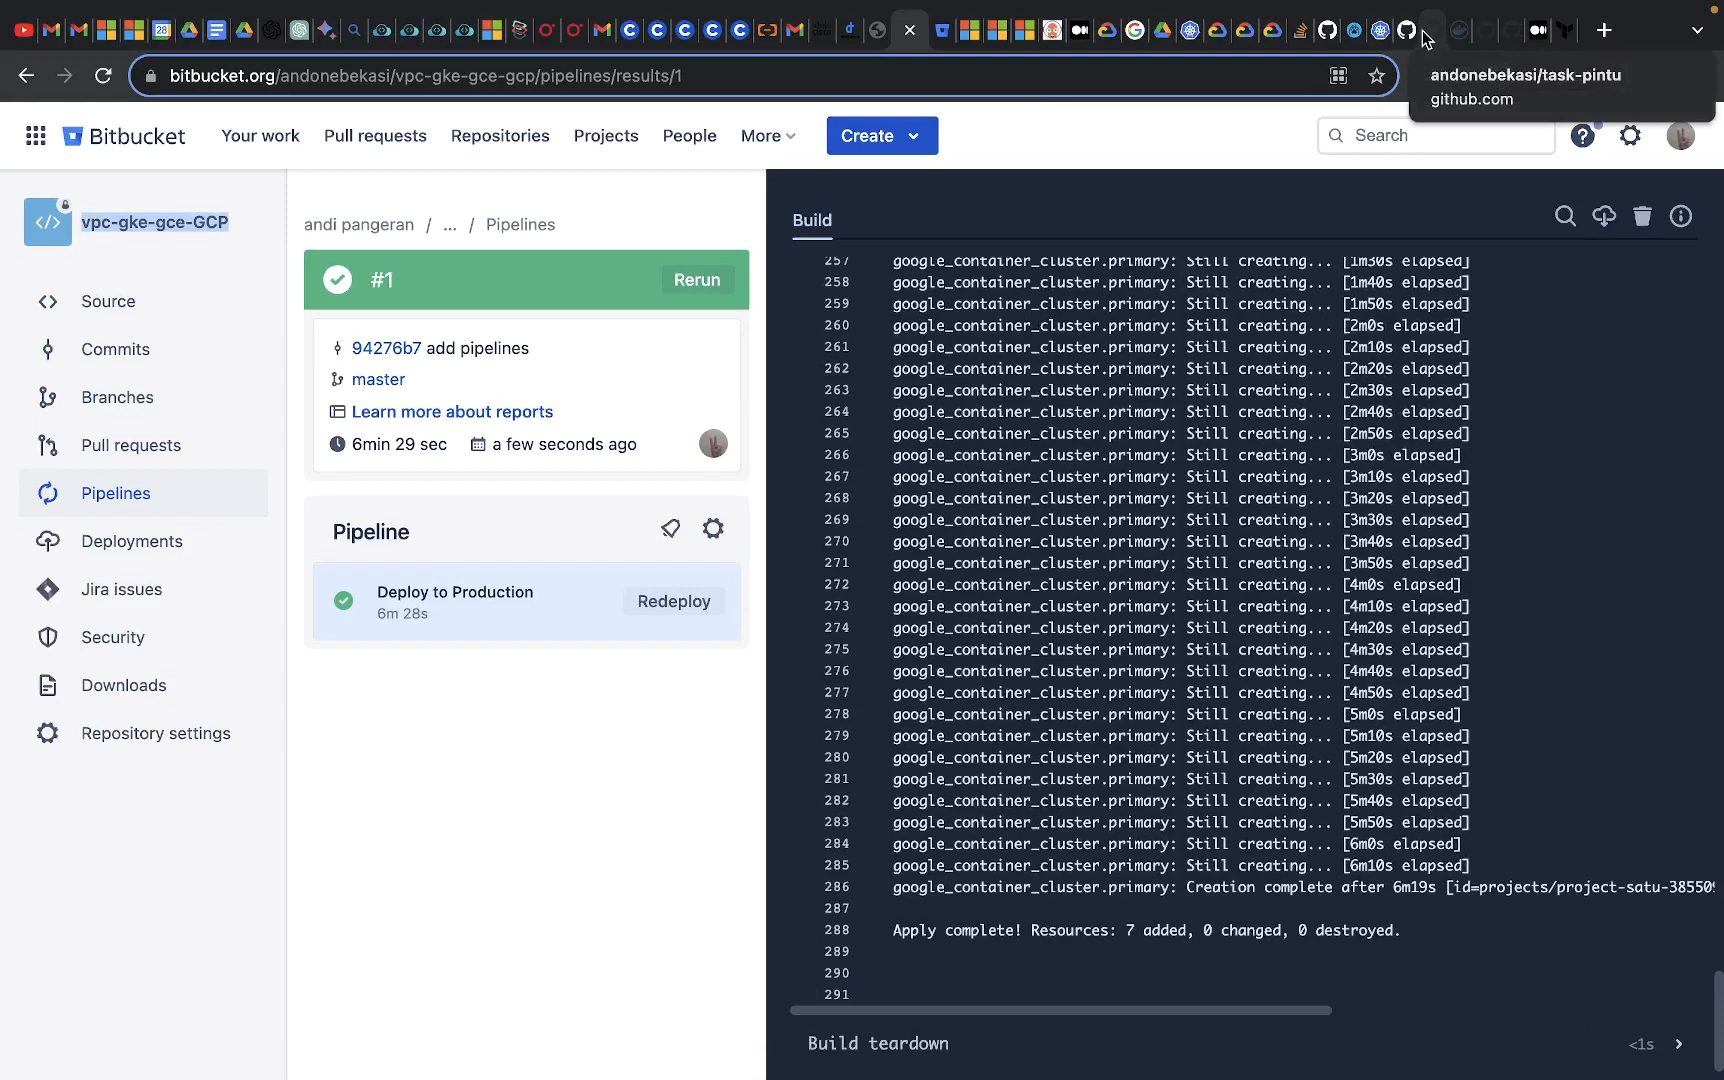 bitbucket.org/andonebekasi/vpc-gke-gce-gcp/pipelines/results/1
andonebekasi/task-pintu
github.com
Bitbucket
Your work
Pull requests
Repositories
Projects
People
More
Create
Search
vpc-gke-gce-GCP
Source
Commits
Branches
Pull requests
Pipelines
Deployments
Jira issues
Security
Downloads
Repository settings
andi pangeran / ... / Pipelines
#1
Rerun
94276b7 add pipelines
master
Learn more about reports
6min 29 sec
a few seconds ago
Pipeline
Deploy to Production
6m 28s
Redeploy
Build
257 google_container_cluster.primary: Still creating... [1m30s elapsed]
258 google_container_cluster.primary: Still creating... [1m40s elapsed]
259 google_container_cluster.primary: Still creating... [1m50s elapsed]
260 google_container_cluster.primary: Still creating... [2m0s elapsed]
261 google_container_cluster.primary: Still creating... [2m10s elapsed]
262 google_container_cluster.primary: Still creating... [2m20s elapsed]
263 google_container_cluster.primary: Still creating... [2m30s elapsed]
264 google_container_cluster.primary: Still creating... [2m40s elapsed]
265 google_container_cluster.primary: Still creating... [2m50s elapsed]
266 google_container_cluster.primary: Still creating... [3m0s elapsed]
267 google_container_cluster.primary: Still creating... [3m10s elapsed]
268 google_container_cluster.primary: Still creating... [3m20s elapsed]
269 google_container_cluster.primary: Still creating... [3m30s elapsed]
270 google_container_cluster.primary: Still creating... [3m40s elapsed]
271 google_container_cluster.primary: Still creating... [3m50s elapsed]
272 google_container_cluster.primary: Still creating... [4m0s elapsed]
273 google_container_cluster.primary: Still creating... [4m10s elapsed]
274 google_container_cluster.primary: Still creating... [4m20s elapsed]
275 google_container_cluster.primary: Still creating... [4m30s elapsed]
276 google_container_cluster.primary: Still creating... [4m40s elapsed]
277 google_container_cluster.primary: Still creating... [4m50s elapsed]
278 google_container_cluster.primary: Still creating... [5m0s elapsed]
279 google_container_cluster.primary: Still creating... [5m10s elapsed]
280 google_container_cluster.primary: Still creating... [5m20s elapsed]
281 google_container_cluster.primary: Still creating... [5m30s elapsed]
282 google_container_cluster.primary: Still creating... [5m40s elapsed]
283 google_container_cluster.primary: Still creating... [5m50s elapsed]
284 google_container_cluster.primary: Still creating... [6m0s elapsed]
285 google_container_cluster.primary: Still creating... [6m10s elapsed]
286 google_container_cluster.primary: Creation complete after 6m19s [id=projects/project-satu-385509
287
288 Apply complete! Resources: 7 added, 0 changed, 0 destroyed.
289
290
291
Build teardown
<1s